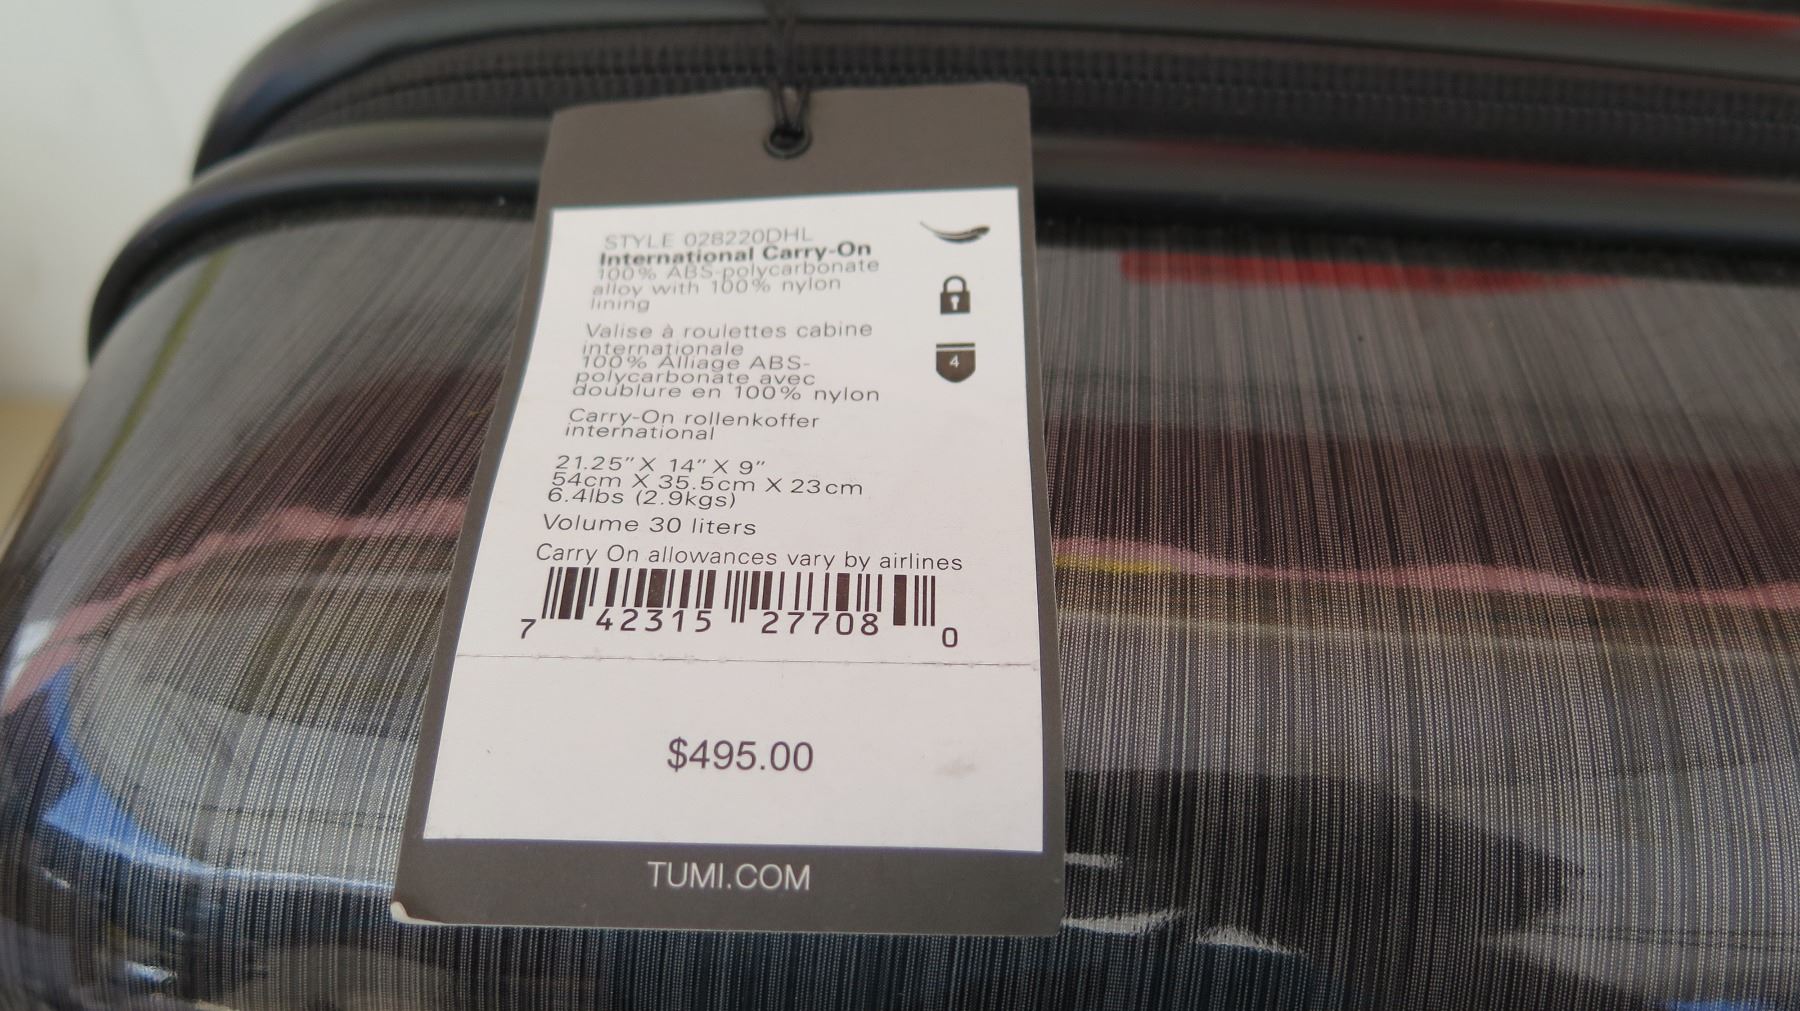 STYLE 028220DHL
International Carry-On
100% ABS-polycarbonate
alloy with 100% nylon
lining
Valise à roulettes cabine
internationale
100% Alliage ABS-
polycarbonate avec
doublure en 100% nylon
Carry-On rollenkoffer
international
21.25" X 14" X 9"
54cm X 35.5cm X 23cm
6.4lbs (2.9kgs)
Volume 30 liters
Carry On allowances vary by airlines
7 42315 27708 0
4
$495.00
TUMI.COM